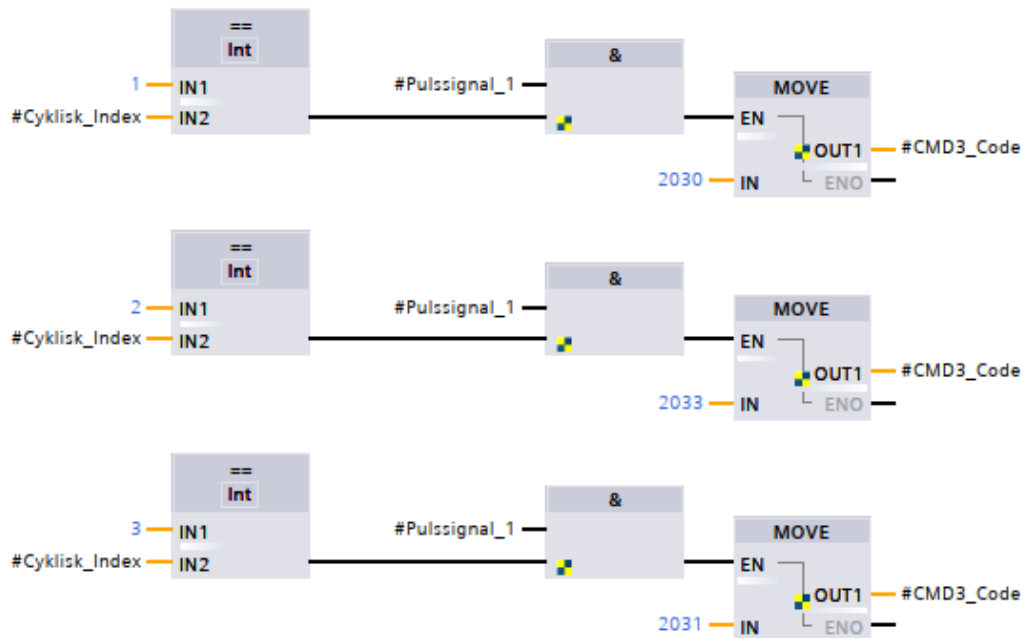 ==
Int
&
1 IN1
#Pulssignal_1
MOVE
#Cyklisk_Index IN2
EN
OUT1 #CMD3_Code
2030 IN
ENO
==
Int
&
2 IN1
#Pulssignal_1
MOVE
#Cyklisk_Index IN2
EN
OUT1 #CMD3_Code
2033 IN
ENO
==
Int
&
3 IN1
#Pulssignal_1
MOVE
#Cyklisk_Index IN2
EN
OUT1 #CMD3_Code
2031 IN
ENO